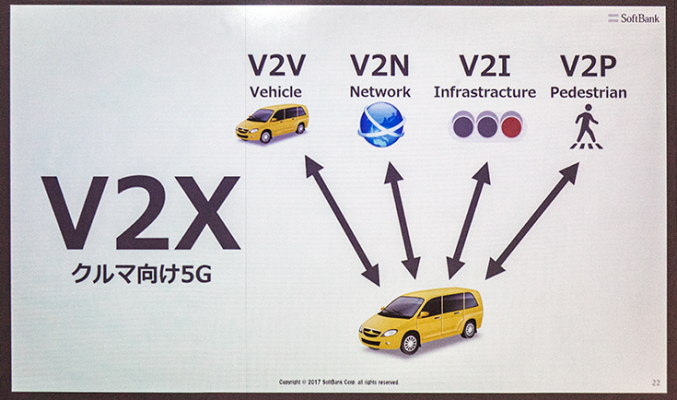 SoftBank
V2V
Vehicle
V2N
Network
V2I
Infrastracture
V2P
Pedestrian
V2X
クルマ向け5G
Copyright © 2017 SoftBank Corp. all rights reserved.
22